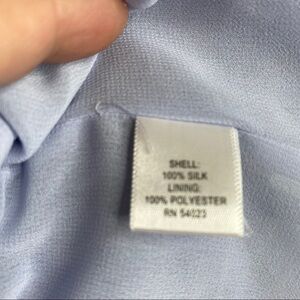 SHELL:
100% SILK
LINING:
100% POLYESTER
RN 54023